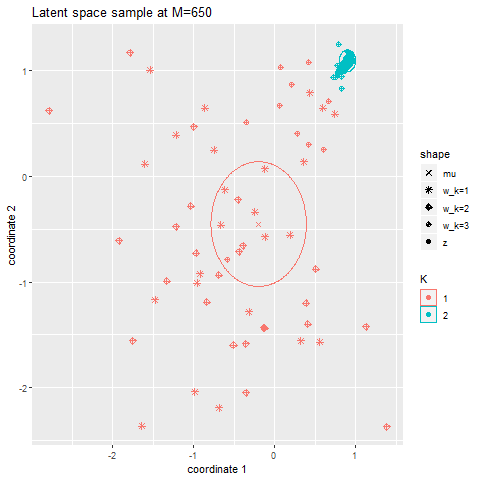 Latent space sample at M=650
coordinate 2
1
0
-1
-2
-2
-1
0
1
coordinate 1
shape
mu
w_k=1
w_k=2
w_k=3
z
K
1
2